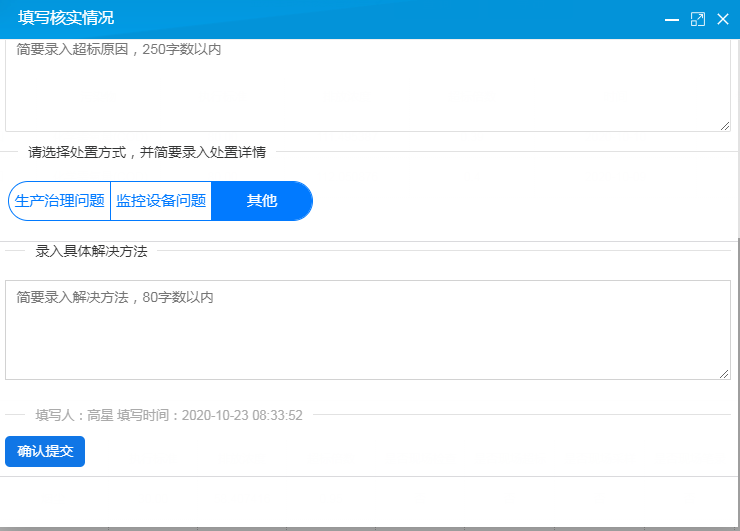 填写核实情况
简要录入超标原因，250字数以内
请选择处置方式，并简要录入处置详情
生产治理问题 监控设备问题 其他
录入具体解决方法
简要录入解决方法，80字数以内
填写人：高星 填写时间：2020-10-23 08:33:52
确认提交